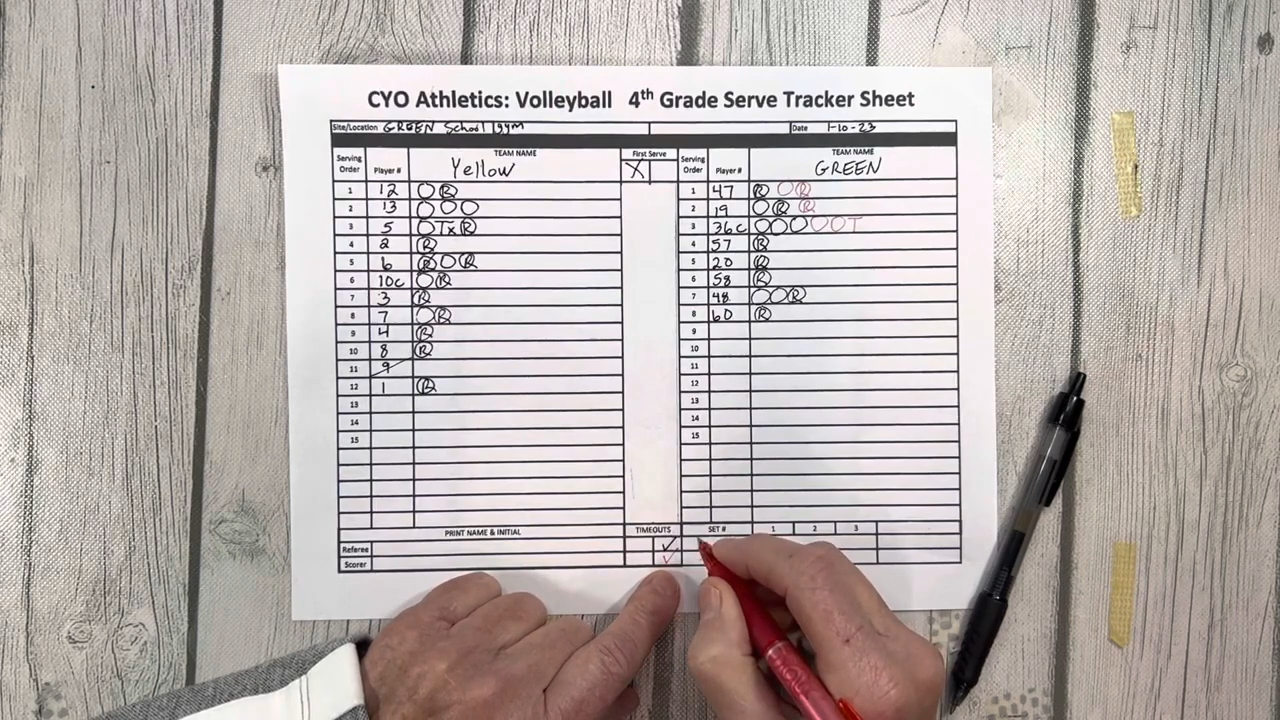 CYO Athletics: Volleyball 4th Grade Serve Tracker Sheet
Site/Location GREEN School gym Date 1-10-23
Serving Order Player # TEAM NAME Yellow First Serve X Serving Order Player # TEAM NAME GREEN
1 12 O R 1 47 R O R
2 13 O O O 2 19 O R R
3 5 O Tx R 3 36c O O O O O T
4 2 R 4 57 R
5 6 R O R 5 20 R
6 10c O R 6 58 R
7 3 R 7 48 O O R
8 7 O R 8 60 R
9 4 R 9
10 8 R 10
11 9 11
12 1 R 12
13 13
14 14
15 15
PRINT NAME & INITIAL TIMEOUTS SET # 1 2 3
Referee ✓
Scorer ✓